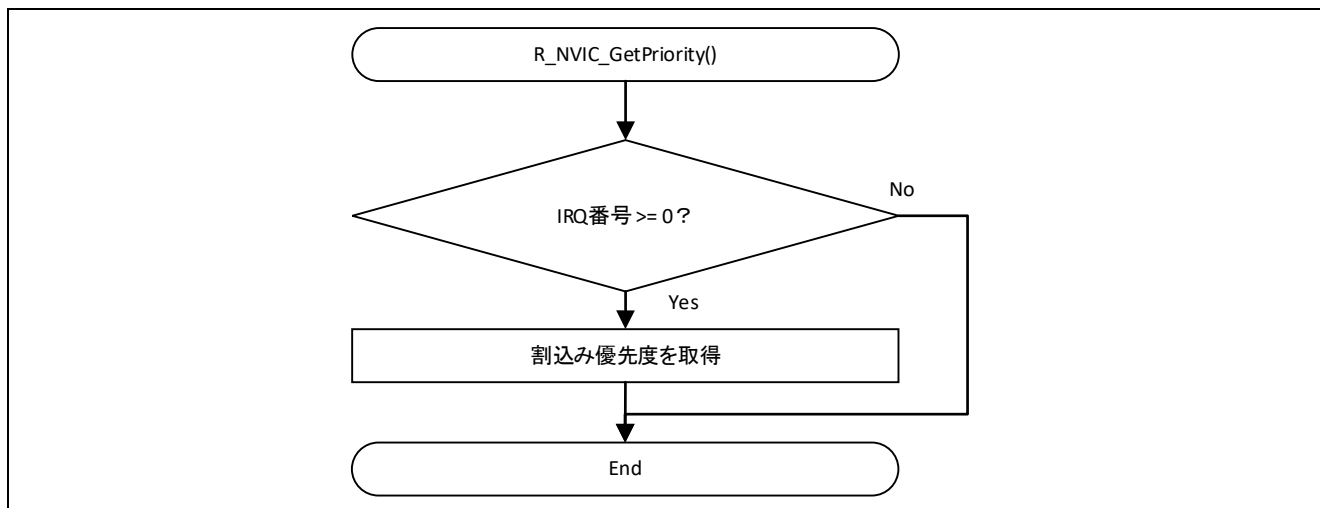 R_NVIC_GetPriority()
IRQ番号 >= 0？
No
Yes
割込み優先度を取得
End